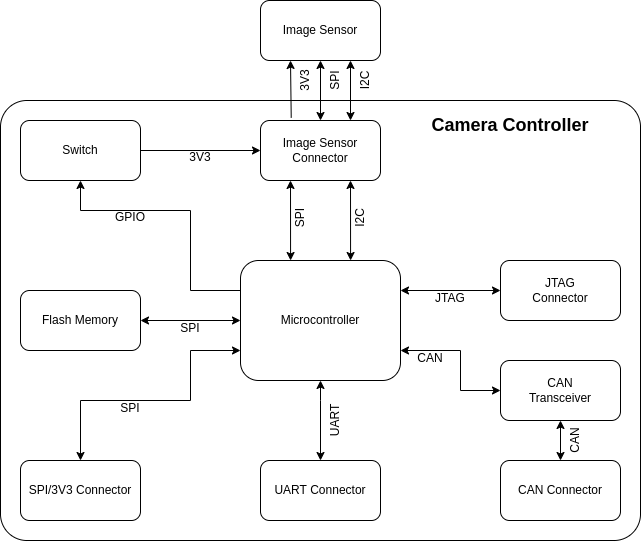 Image Sensor
3V3
SPI
I2C
Camera Controller
Switch
3V3
Image Sensor
Connector
GPIO
SPI
I2C
Microcontroller
JTAG
JTAG
Connector
Flash Memory
SPI
CAN
CAN
Transceiver
SPI
UART
CAN
SPI/3V3 Connector
UART Connector
CAN Connector